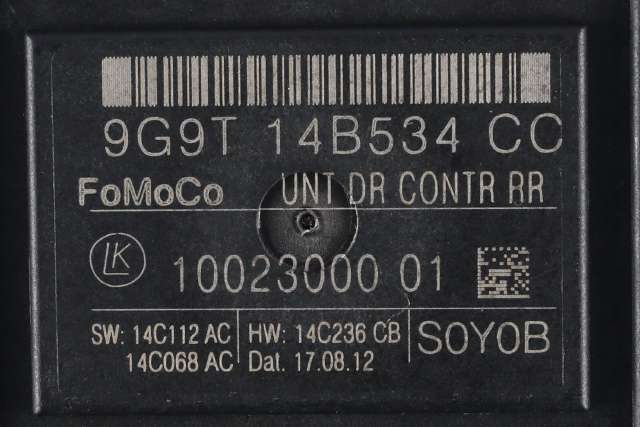 9G9T 14B534 CC
FoMoCo UNT DR CONTR RR
LK 10023000 01
SW: 14C112 AC HW: 14C236 CB SOYOB
14C068 AC Dat. 17.08.12